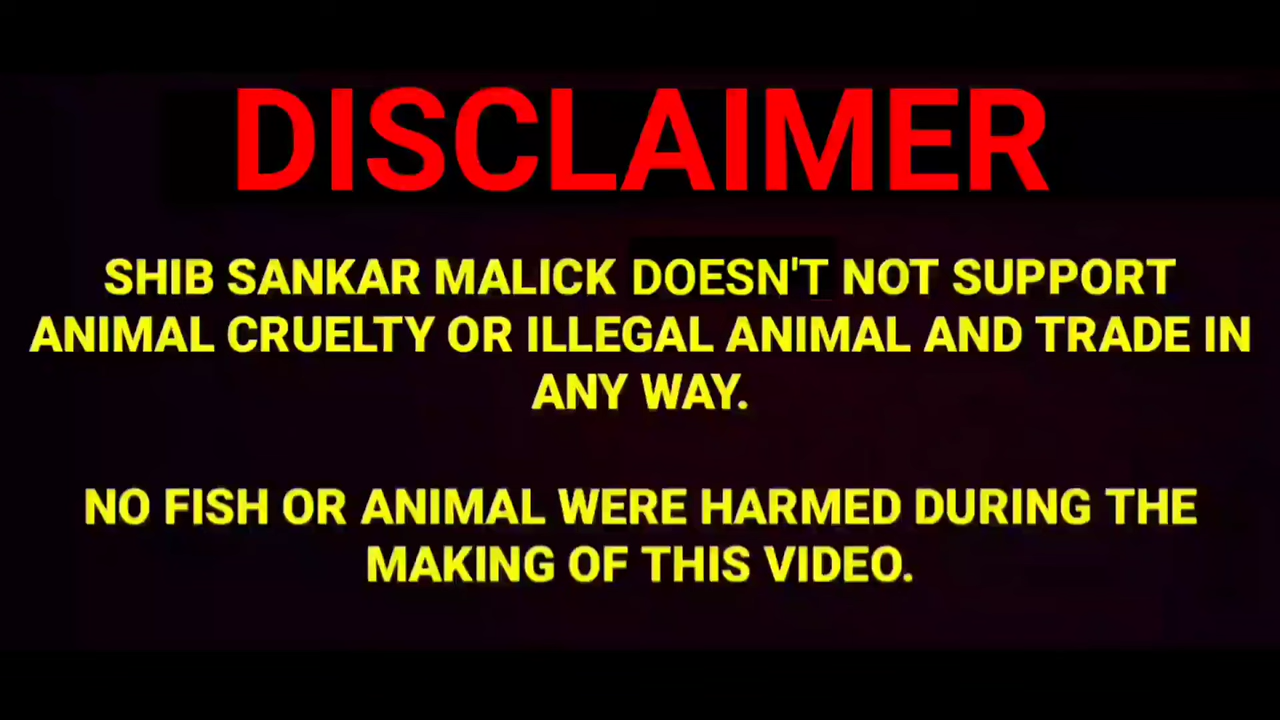 DISCLAIMER
SHIB SANKAR MALICK DOESN'T NOT SUPPORT
ANIMAL CRUELTY OR ILLEGAL ANIMAL AND TRADE IN
ANY WAY.
NO FISH OR ANIMAL WERE HARMED DURING THE
MAKING OF THIS VIDEO.